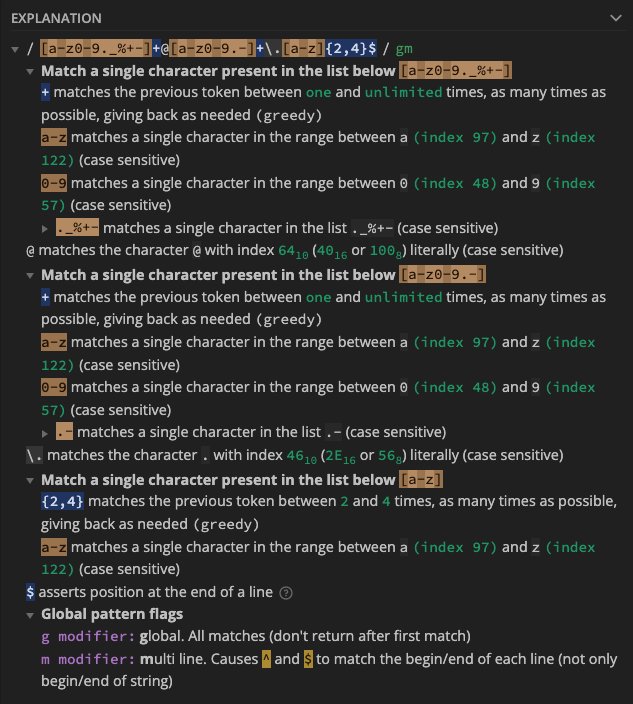 EXPLANATION
/ [a-z0-9._%+-]+@[a-z0-9.-]+\.[a-z]{2,4}$ / gm
Match a single character present in the list below [a-z0-9._%+-]
+ matches the previous token between one and unlimited times, as many times as
possible, giving back as needed (greedy)
a-z matches a single character in the range between a (index 97) and z (index
122) (case sensitive)
0-9 matches a single character in the range between 0 (index 48) and 9 (index
57) (case sensitive)
._%+- matches a single character in the list ._%+- (case sensitive)
@ matches the character @ with index 64₁₀ (40₁₆ or 100₈) literally (case sensitive)
Match a single character present in the list below [a-z0-9.-]
+ matches the previous token between one and unlimited times, as many times as
possible, giving back as needed (greedy)
a-z matches a single character in the range between a (index 97) and z (index
122) (case sensitive)
0-9 matches a single character in the range between 0 (index 48) and 9 (index
57) (case sensitive)
.- matches a single character in the list .- (case sensitive)
\. matches the character . with index 46₁₀ (2E₁₆ or 56₈) literally (case sensitive)
Match a single character present in the list below [a-z]
{2,4} matches the previous token between 2 and 4 times, as many times as possible,
giving back as needed (greedy)
a-z matches a single character in the range between a (index 97) and z (index
122) (case sensitive)
$ asserts position at the end of a line ?
Global pattern flags
g modifier: global. All matches (don't return after first match)
m modifier: multi line. Causes ^ and $ to match the begin/end of each line (not only
begin/end of string)